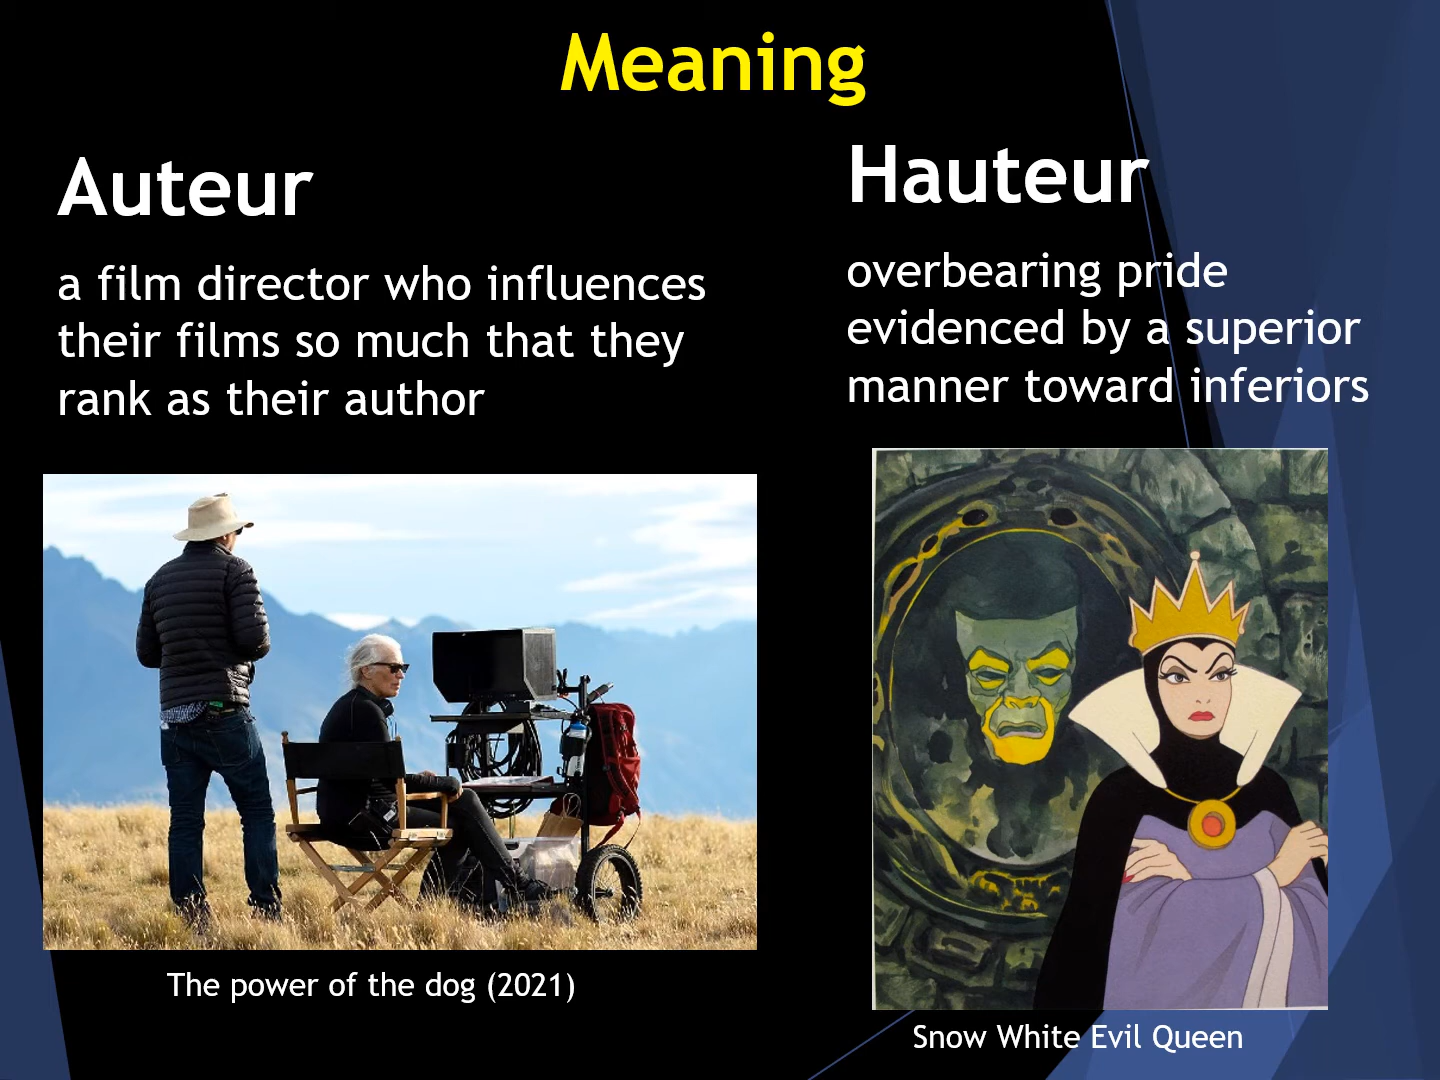 Meaning
Auteur
a film director who influences
their films so much that they
rank as their author
The power of the dog (2021)
Hauteur
overbearing pride
evidenced by a superior
manner toward inferiors
Snow White Evil Queen